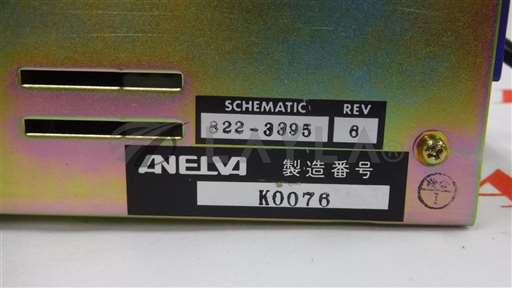 SCHEMATIC REV
822-3395 6
ANELVA 製造番号
K0076